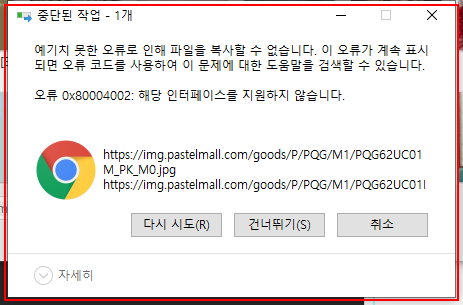 중단된 작업 - 1개
예기치 못한 오류로 인해 파일을 복사할 수 없습니다. 이 오류가 계속 표시
되면 오류 코드를 사용하여 이 문제에 대한 도움말을 검색할 수 있습니다.
오류 0x80004002: 해당 인터페이스를 지원하지 않습니다.
https://img.pastelmall.com/goods/P/PQG/M1/PQG62UC01
M_PK_M0.jpg
https://img.pastelmall.com/goods/P/PQG/M1/PQG62UC01l
다시 시도(R) 건너뛰기(S) 취소
자세히